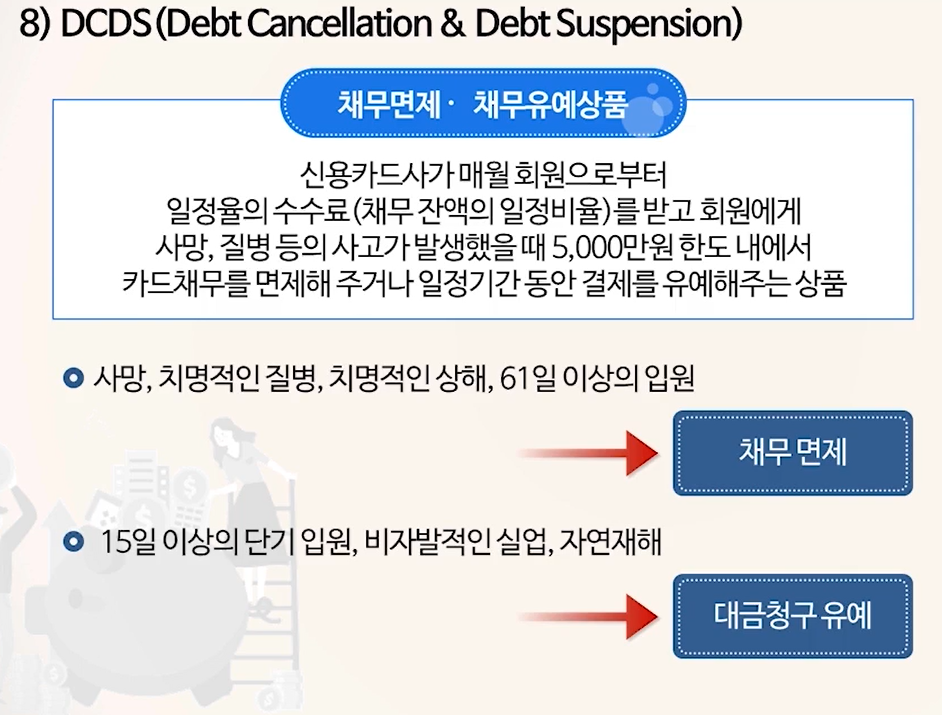 8) DCDS(Debt Cancellation & Debt Suspension)
채무면제· 채무유예상품
신용카드사가 매월 회원으로부터
일정율의 수수료(채무 잔액의 일정비율)를 받고 회원에게
사망, 질병 등의 사고가 발생했을 때 5,000만원 한도 내에서
카드채무를 면제해 주거나 일정기간 동안 결제를 유예해주는 상품
사망, 치명적인 질병, 치명적인 상해, 61일 이상의 입원
채무 면제
15일 이상의 단기 입원, 비자발적인 실업, 자연재해
대금청구 유예